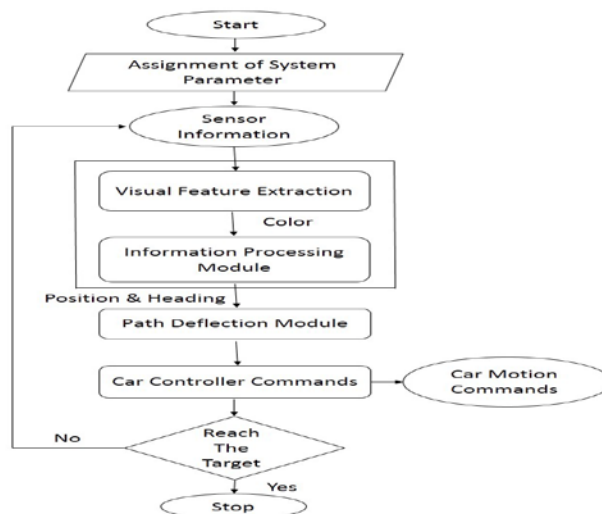 Start
Assignment of System
Parameter
Sensor
Information
Visual Feature Extraction
Color
Information Processing
Module
Position & Heading
Path Deflection Module
Car Controller Commands
Car Motion
Commands
Reach
The
Target
No
Yes
Stop